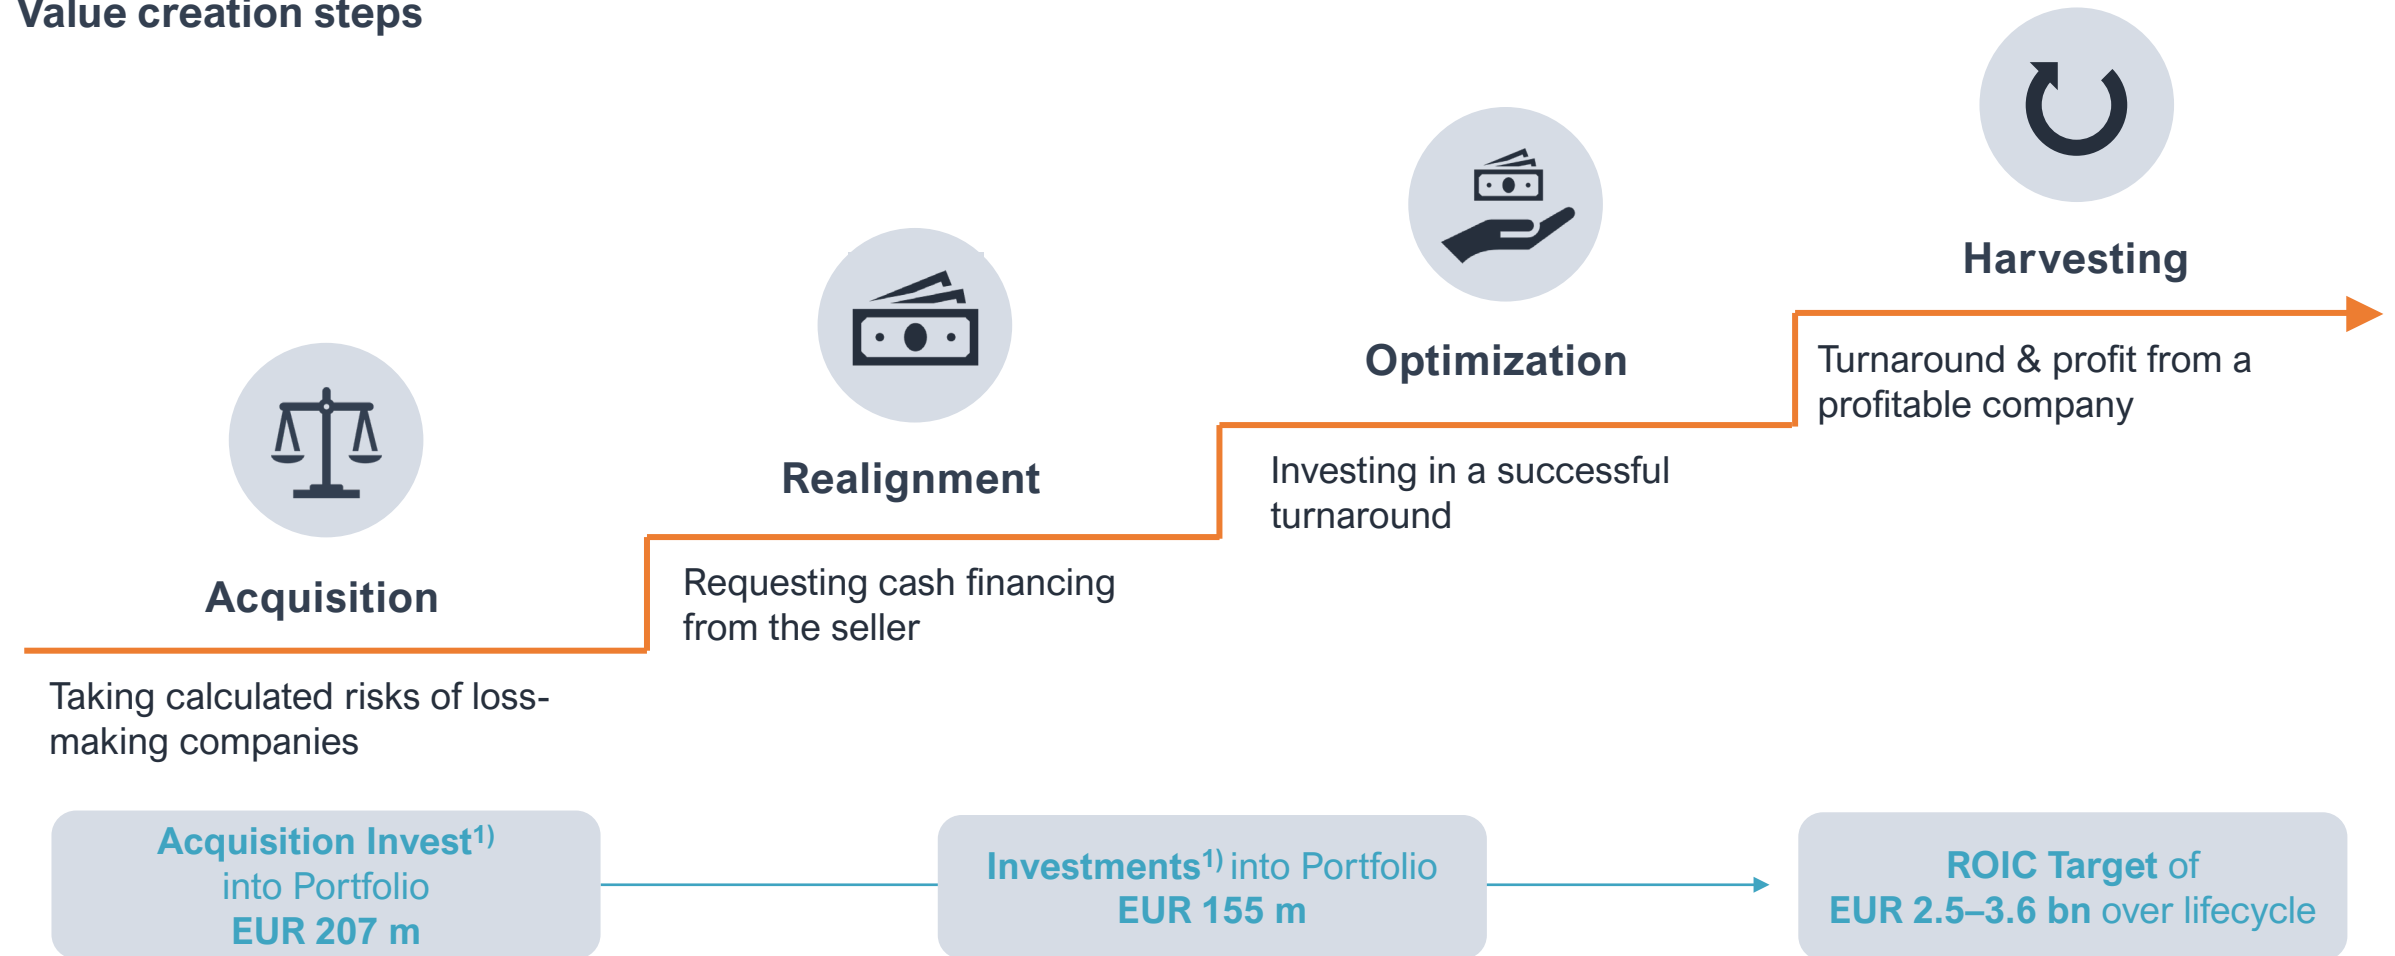 Value creation steps
Acquisition
Taking calculated risks of loss-
making companies
Realignment
Requesting cash financing
from the seller
Optimization
Investing in a successful
turnaround
Harvesting
Turnaround & profit from a
profitable company
Acquisition Invest1)
into Portfolio
EUR 207 m
Investments1) into Portfolio
EUR 155 m
ROIC Target of
EUR 2.5–3.6 bn over lifecycle